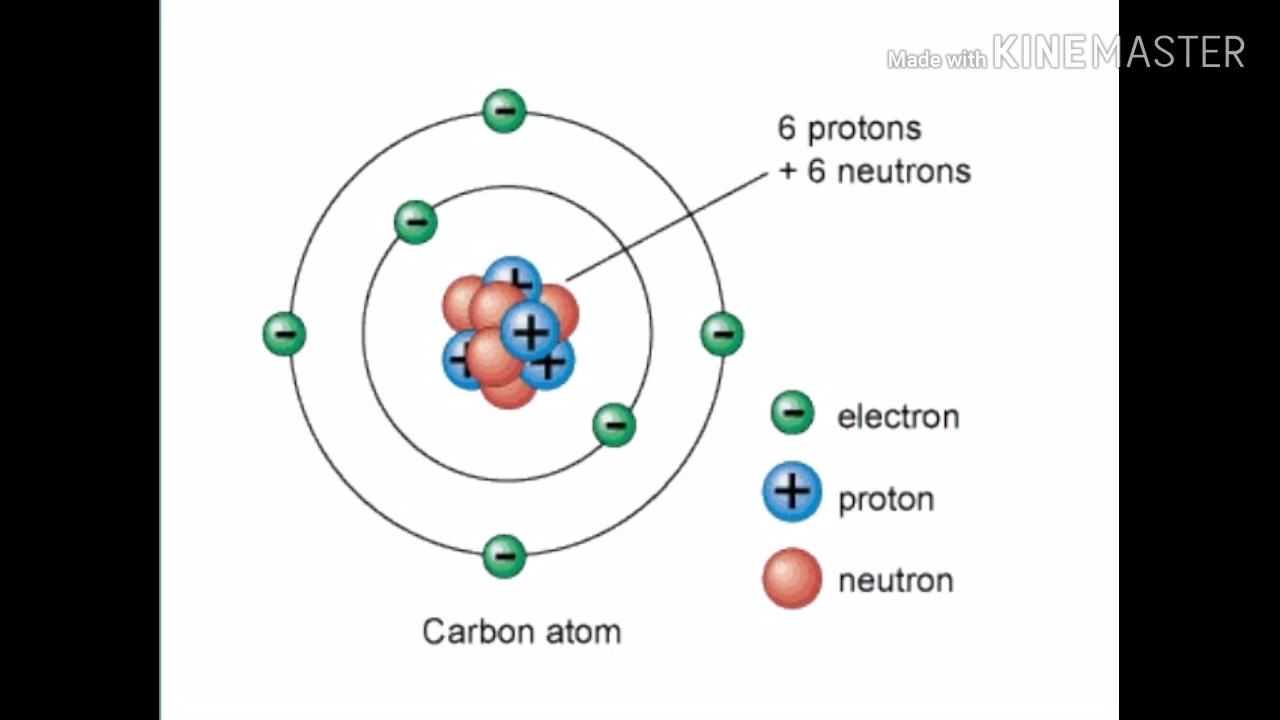 Made with KINEMASTER
6 protons
+ 6 neutrons
electron
proton
neutron
Carbon atom